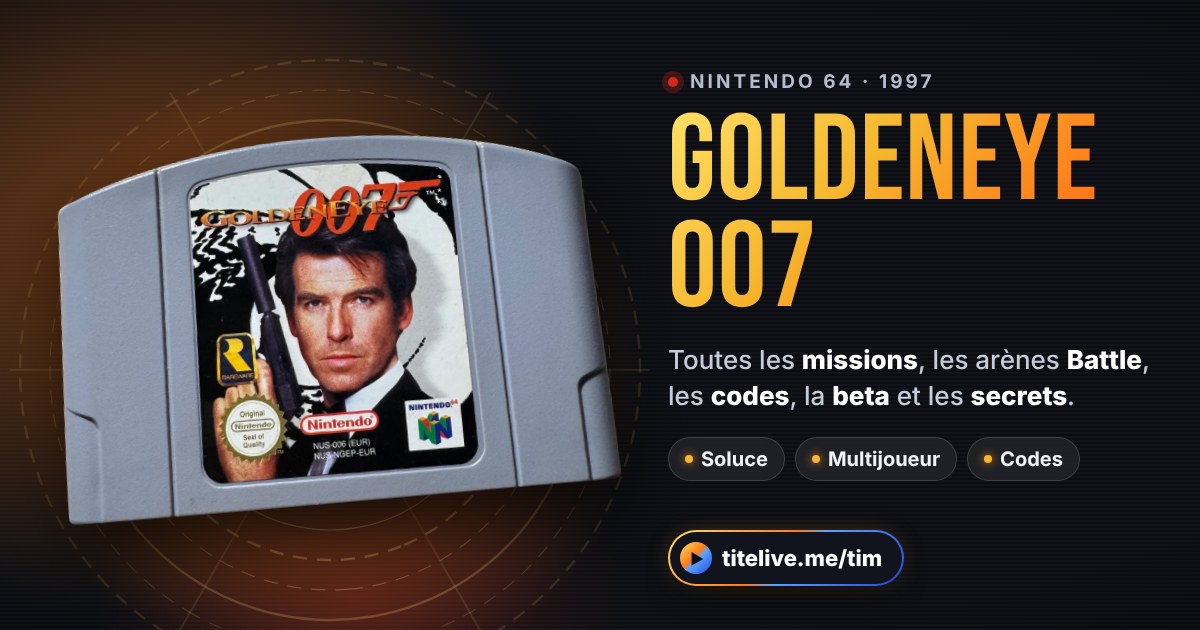 NINTENDO 64 · 1997
GOLDENEYE
007
Toutes les missions, les arènes Battle,
les codes, la beta et les secrets.
Soluce
Multijoueur
Codes
titelive.me/tim
GOLDENEYE 007 ™
RAREWARE
Original
Nintendo
Seal of
Quality
Nintendo
NUS-006 (EUR)
NUS-NGEP-EUR
NINTENDO 64